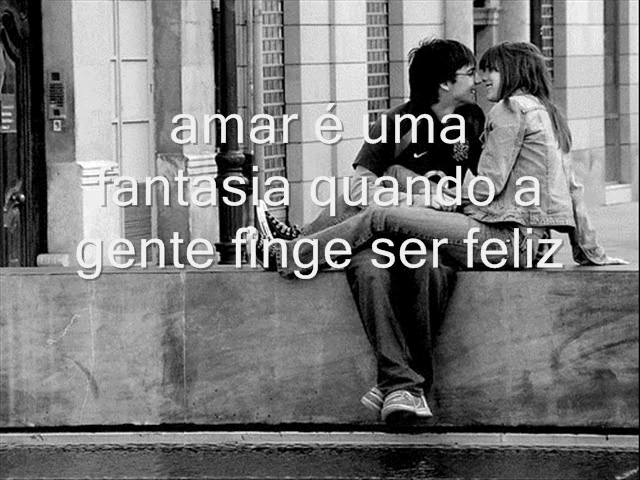 amar é uma
fantasia quando a
gente finge ser feliz